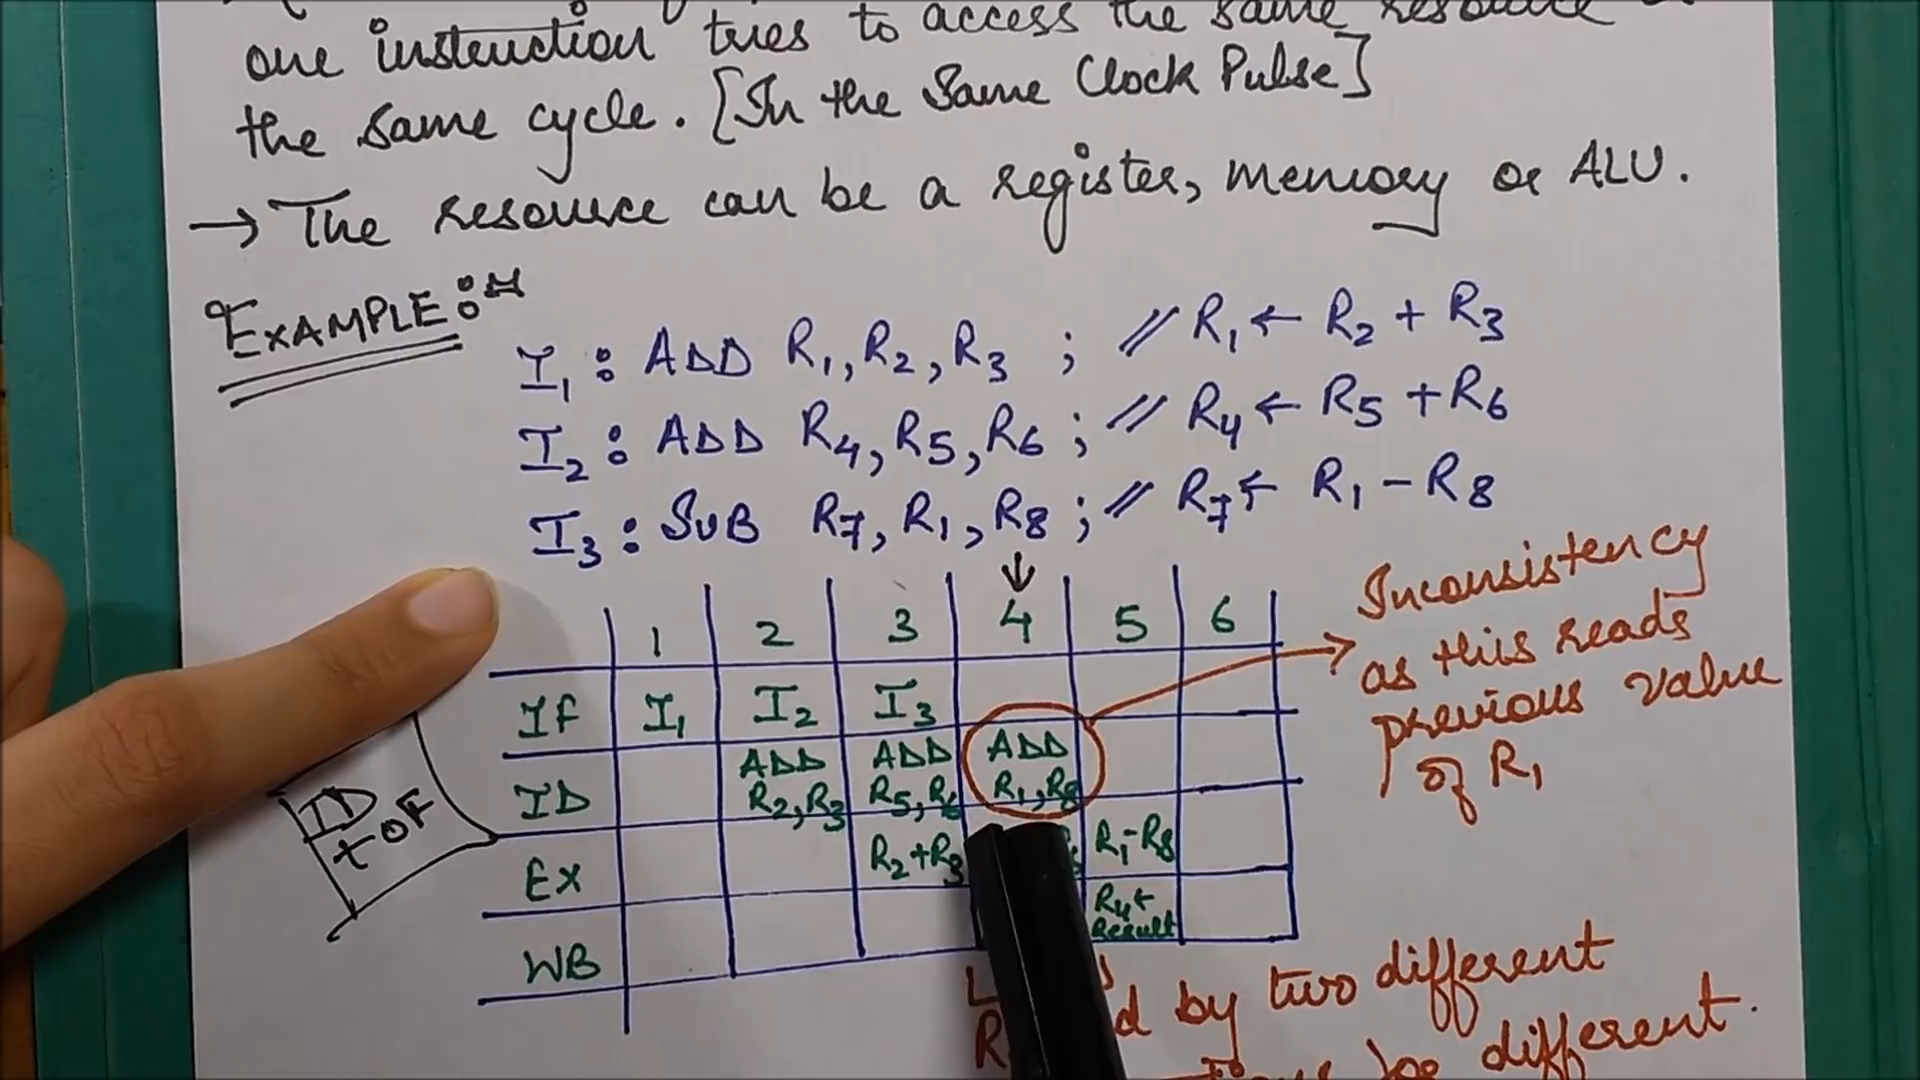 one instruction tries to access the same resource
the same cycle. [In the Same Clock Pulse]
→ The resource can be a register, memory or ALU.
EXAMPLE:
I1: ADD R1, R2, R3 ; // R1 ← R2 + R3
I2: ADD R4, R5, R6 ; // R4 ← R5 + R6
I3: SUB R7, R1, R8 ; // R7 ← R1 - R8
↓
1 2 3 4 5 6
IF I1 I2 I3
ID ADD R2, R3 ADD R5, R6 ADD R1, R8
EX R2+R3 R1-R8
WB R4← Result
ID + OF
Inconsistency
as this reads
previous value
of R1
by two different
different.